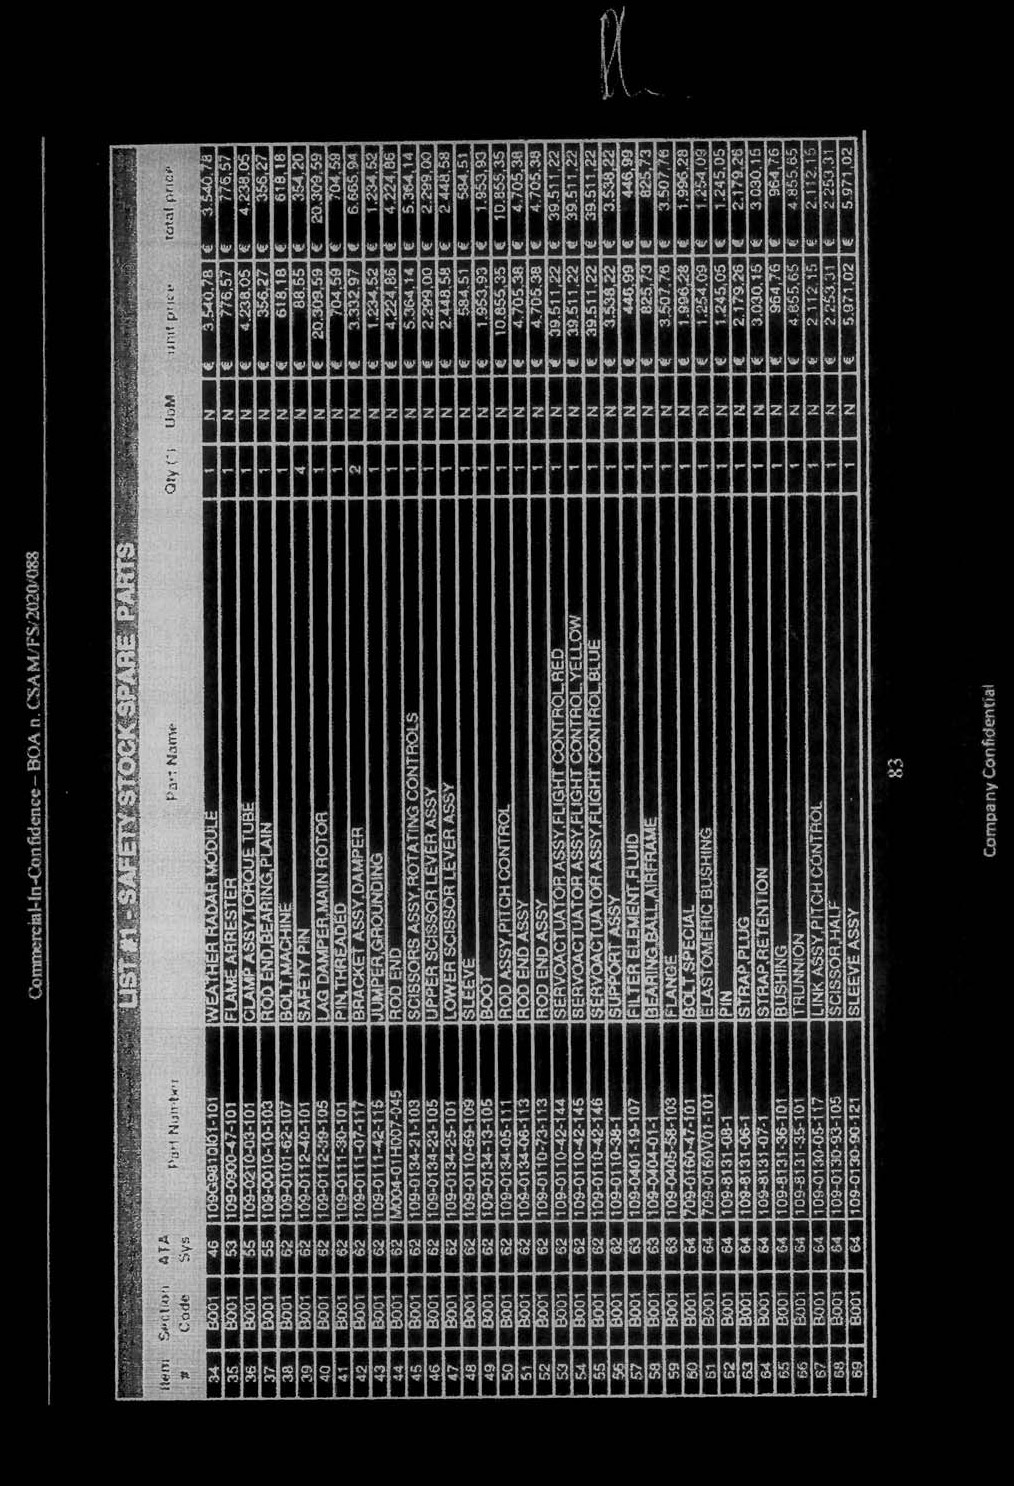 Commercial-In-Confidence – BOA n. CSAM/FS/2020/088
LIST #1 - SAFETY STOCK SPARE PARTS
Item # Section Code ATA Sys Part Number Part Name Qty (*) UoM unit price total price
34 B001 46 WEATHER RADAR MODULE 1 N € 3.540,78 € 3.540,78
35 B001 53 109-0900-47-101 FLAME ARRESTER 1 N € 776,57 € 776,57
36 B001 55 109-0210-03-101 CLAMP ASSY,TORQUE TUBE 1 N € 4.238,05 € 4.238,05
37 B001 55 109-0010-10-103 ROD END,BEARING,PLAIN 1 N € 356,27 € 356,27
38 B001 62 109-0101-62-107 BOLT,MACHINE 1 N € 618,18 € 618,18
39 B001 62 109-0112-40-101 SAFETY PIN 4 N € 88,55 € 354,20
40 B001 62 109-0112-39-105 LAG DAMPER,MAIN ROTOR 1 N € 20.309,59 € 20.309,59
41 B001 62 109-0111-30-101 PIN,THREADED 1 N € 704,59 € 704,59
42 B001 62 109-0111-07-117 BRACKET ASSY,DAMPER 2 N € 3.332,97 € 6.665,94
43 B001 62 109-0111-42-115 JUMPER,GROUNDING 1 N € 1.234,52 € 1.234,52
44 B001 62 M004-01H007-045 ROD END 1 N € 4.224,86 € 4.224,86
45 B001 62 109-0134-21-103 SCISSORS ASSY,ROTATING CONTROLS 1 N € 5.364,14 € 5.364,14
46 B001 62 109-0134-23-105 UPPER SCISSOR LEVER ASSY 1 N € 2.299,00 € 2.299,00
47 B001 62 109-0134-25-101 LOWER SCISSOR LEVER ASSY 1 N € 2.448,58 € 2.448,58
48 B001 62 109-0110-69-109 SLEEVE 1 N € 584,51 € 584,51
49 B001 62 109-0134-13-105 BOOT 1 N € 1.953,93 € 1.953,93
50 B001 62 109-0134-05-111 ROD ASSY,PITCH CONTROL 1 N € 10.855,35 € 10.855,35
51 B001 62 109-0134-06-113 ROD END ASSY 1 N € 4.705,38 € 4.705,38
52 B001 62 109-0110-73-113 ROD END ASSY 1 N € 4.705,38 € 4.705,38
53 B001 62 109-0110-42-144 SERVOACTUATOR ASSY,FLIGHT CONTROL,RED 1 N € 39.511,22 € 39.511,22
54 B001 62 109-0110-42-145 SERVOACTUATOR ASSY,FLIGHT CONTROL,YELLOW 1 N € 39.511,22 € 39.511,22
55 B001 62 109-0110-42-146 SERVOACTUATOR ASSY,FLIGHT CONTROL,BLUE 1 N € 39.511,22 € 39.511,22
56 B001 62 SUPPORT ASSY 1 N € 3.538,22 € 3.538,22
57 B001 63 109-0401-19-107 FILTER ELEMENT,FLUID 1 N € 446,99 € 446,99
58 B001 63 109-0404-01-1 BEARING,BALL,AIRFRAME 1 N € 825,73 € 825,73
59 B001 63 109-0405-58-103 FLANGE 1 N € 3.507,76 € 3.507,76
60 B001 64 709-0160-47-101 BOLT,SPECIAL 1 N € 1.996,28 € 1.996,28
61 B001 64 709-0160V01-101 ELASTOMERIC BUSHING 1 N € 1.254,09 € 1.254,09
62 B001 64 109-8131-08-1 PIN 1 N € 1.245,05 € 1.245,05
63 B001 64 109-8131-06-1 STRAP,PLUG 1 N € 2.179,26 € 2.179,26
64 B001 64 109-8131-07-1 STRAP,RETENTION 1 N € 3.030,15 € 3.030,15
65 B001 64 109-8131-36-101 BUSHING 1 N € 964,76 € 964,76
66 B001 64 109-8131-35-101 TRUNNION 1 N € 4.855,65 € 4.855,65
67 B001 64 109-0130-05-117 LINK ASSY,PITCH CONTROL 1 N € 2.112,15 € 2.112,15
68 B001 64 109-0130-93-105 SCISSOR,HALF 1 N € 2.253,31 € 2.253,31
69 B001 64 109-0130-90-121 SLEEVE ASSY 1 N € 5.971,02 € 5.971,02
83
Company Confidential